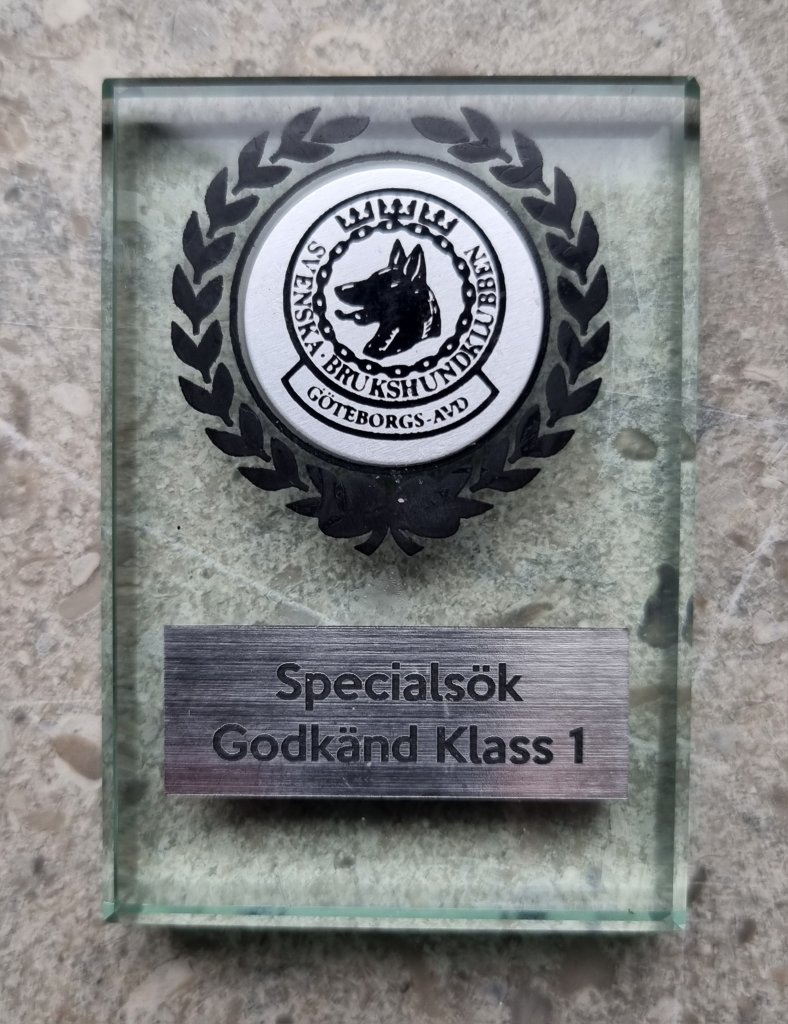 SVENSKA · BRUKSHUNDKLUBBEN
GÖTEBORGS-AVD
Specialsök
Godkänd Klass 1